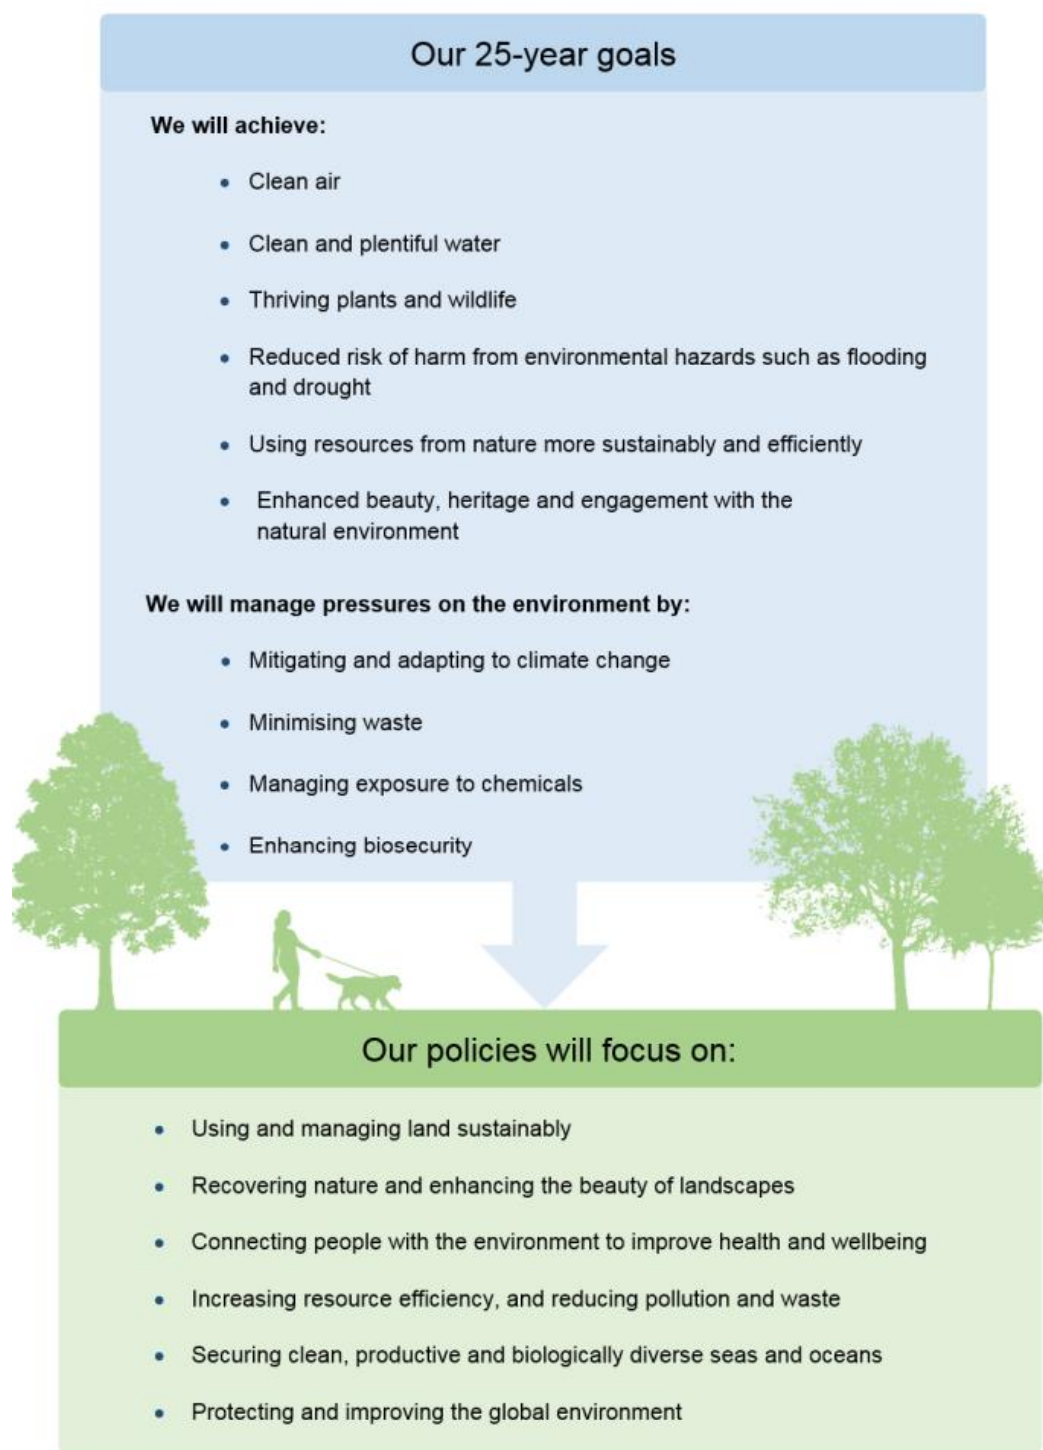 Our 25-year goals
We will achieve:
• Clean air
• Clean and plentiful water
• Thriving plants and wildlife
• Reduced risk of harm from environmental hazards such as flooding
and drought
• Using resources from nature more sustainably and efficiently
• Enhanced beauty, heritage and engagement with the
natural environment
We will manage pressures on the environment by:
• Mitigating and adapting to climate change
• Minimising waste
• Managing exposure to chemicals
• Enhancing biosecurity
Our policies will focus on:
• Using and managing land sustainably
• Recovering nature and enhancing the beauty of landscapes
• Connecting people with the environment to improve health and wellbeing
• Increasing resource efficiency, and reducing pollution and waste
• Securing clean, productive and biologically diverse seas and oceans
• Protecting and improving the global environment